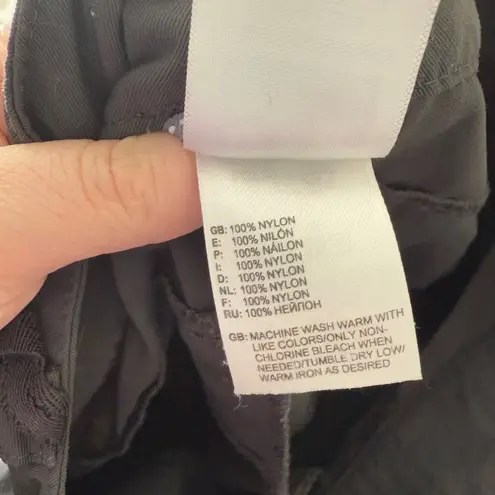 GB: 100% NYLON
E: 100% NILÓN
P: 100% NÁILON
I: 100% NYLON
D: 100% NYLON
NL: 100% NYLON
F: 100% NYLON
RU: 100% НЕЙЛОН
GB: MACHINE WASH WARM WITH
LIKE COLORS/ONLY NON-
CHLORINE BLEACH WHEN
NEEDED/TUMBLE DRY LOW/
WARM IRON AS DESIRED